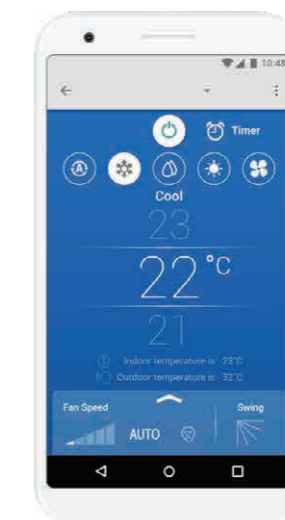 10:48
Timer
A
Cool
23
22°C
21
Indoor temperature is 23°C
Outdoor temperature is 32°C
Fan Speed
Swing
AUTO